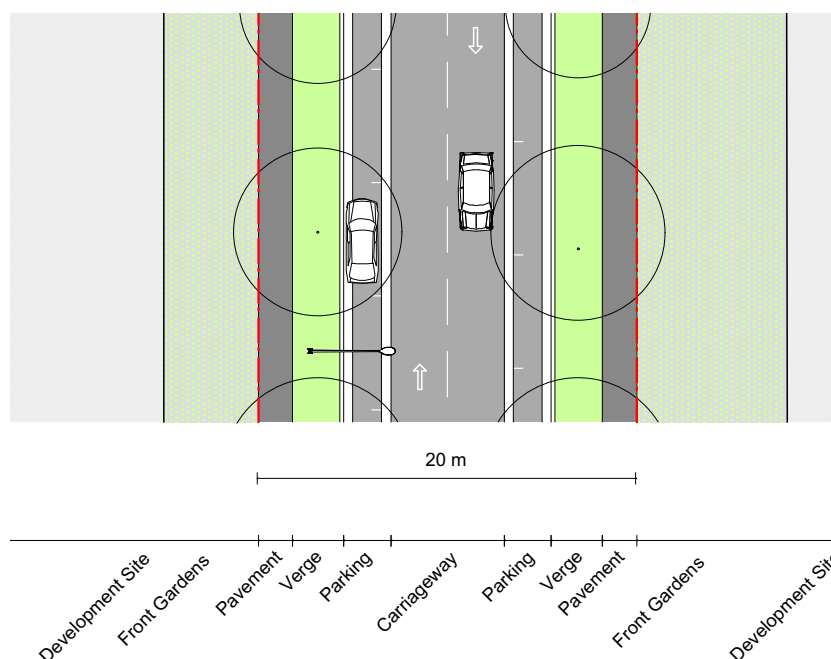 20 m
Development Site
Front Gardens
Pavement
Verge
Parking
Carriageway
Parking
Verge
Pavement
Front Gardens
Development Site